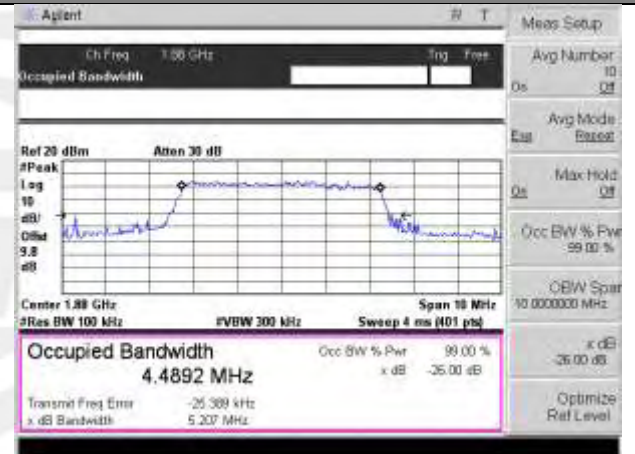 Agilent R T
Ch Freq 1.88 GHz Trig Free
Occupied Bandwidth
Ref 20 dBm Atten 30 dB
#Peak
Log
10
dB/
Offst
9.8
dB
Center 1.88 GHz Span 10 MHz
#Res BW 100 kHz #VBW 300 kHz Sweep 4 ms (401 pts)
Occupied Bandwidth Occ BW % Pwr 99.00 %
4.4892 MHz x dB -26.00 dB
Transmit Freq Error -25.389 kHz
x dB Bandwidth 5.207 MHz
Meas Setup
Avg Number
10
On Off
Avg Mode
Exp Repeat
Max Hold
On Off
Occ BW % Pwr
99.00 %
OBW Span
10.0000000 MHz
x dB
-26.00 dB
Optimize
Ref Level